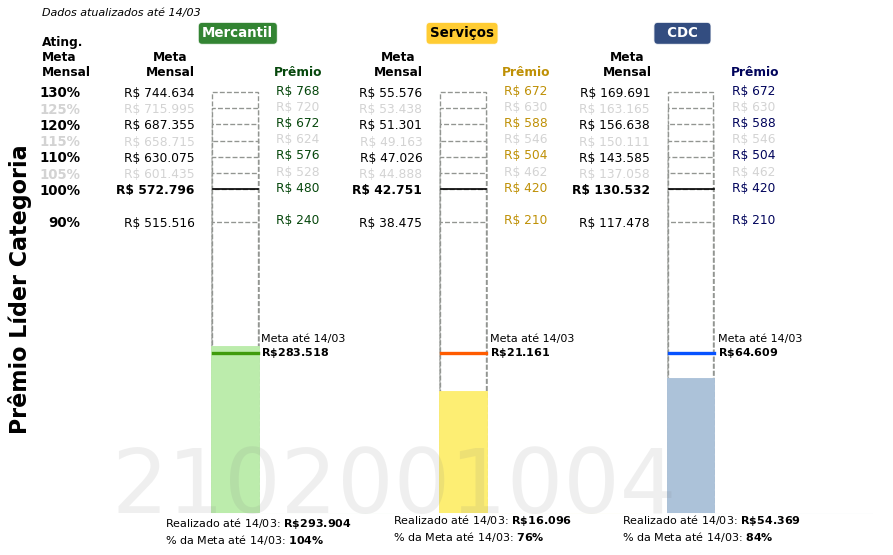 Dados atualizados até 14/03
Mercantil Serviços CDC
Ating.
Meta Meta Meta Meta
Mensal Mensal Prêmio Mensal Prêmio Mensal Prêmio
130% R$ 744.634 R$ 768 R$ 55.576 R$ 672 R$ 169.691 R$ 672
125% R$ 715.995 R$ 720 R$ 53.438 R$ 630 R$ 163.165 R$ 630
120% R$ 687.355 R$ 672 R$ 51.301 R$ 588 R$ 156.638 R$ 588
115% R$ 658.715 R$ 624 R$ 49.163 R$ 546 R$ 150.111 R$ 546
110% R$ 630.075 R$ 576 R$ 47.026 R$ 504 R$ 143.585 R$ 504
105% R$ 601.435 R$ 528 R$ 44.888 R$ 462 R$ 137.058 R$ 462
100% R$ 572.796 R$ 480 R$ 42.751 R$ 420 R$ 130.532 R$ 420
90% R$ 515.516 R$ 240 R$ 38.475 R$ 210 R$ 117.478 R$ 210
Prêmio Líder Categoria
Meta até 14/03 Meta até 14/03 Meta até 14/03
R$283.518 R$21.161 R$64.609
2102001004
Realizado até 14/03: R$293.904 Realizado até 14/03: R$16.096 Realizado até 14/03: R$54.369
% da Meta até 14/03: 104% % da Meta até 14/03: 76% % da Meta até 14/03: 84%